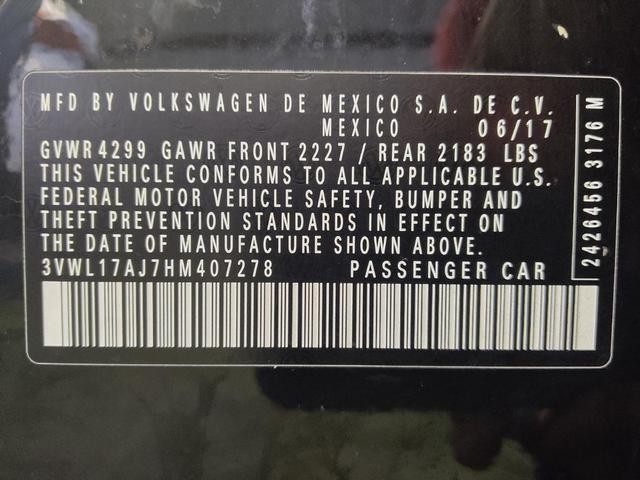 MFD BY VOLKSWAGEN DE MEXICO S.A. DE C.V.
MEXICO 06/17
GVWR 4299 GAWR FRONT 2227 / REAR 2183 LBS
THIS VEHICLE CONFORMS TO ALL APPLICABLE U.S.
FEDERAL MOTOR VEHICLE SAFETY, BUMPER AND
THEFT PREVENTION STANDARDS IN EFFECT ON
THE DATE OF MANUFACTURE SHOWN ABOVE.
3VWL17AJ7HM407278 PASSENGER CAR
2426456 3176 M